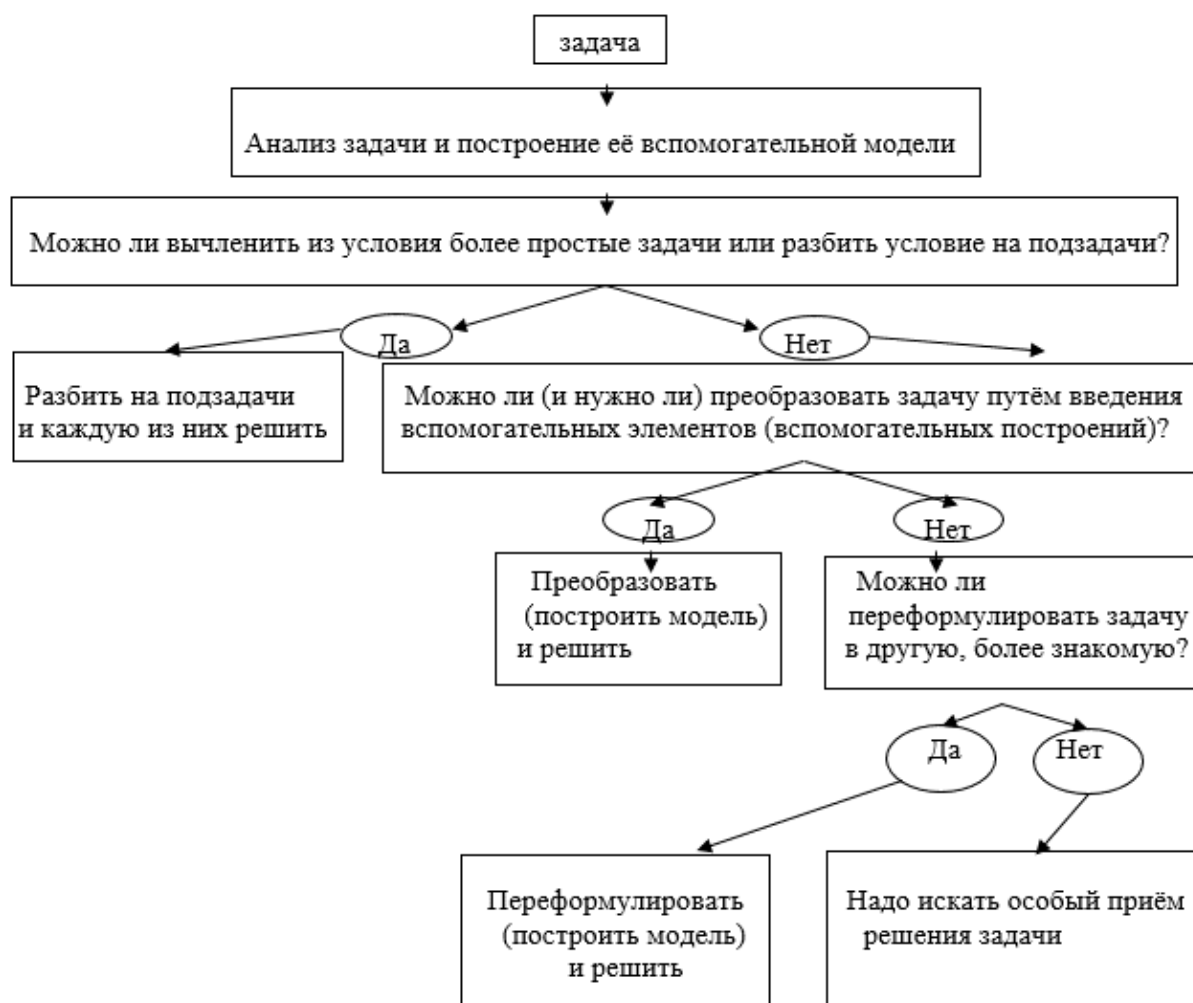 задача
Анализ задачи и построение её вспомогательной модели
Можно ли вычленить из условия более простые задачи или разбить условие на подзадачи?
Да
Нет
Разбить на подзадачи
и каждую из них решить
Можно ли (и нужно ли) преобразовать задачу путём введения
вспомогательных элементов (вспомогательных построений)?
Да
Нет
Преобразовать
(построить модель)
и решить
Можно ли
переформулировать задачу
в другую, более знакомую?
Да
Нет
Переформулировать
(построить модель)
и решить
Надо искать особый приём
решения задачи